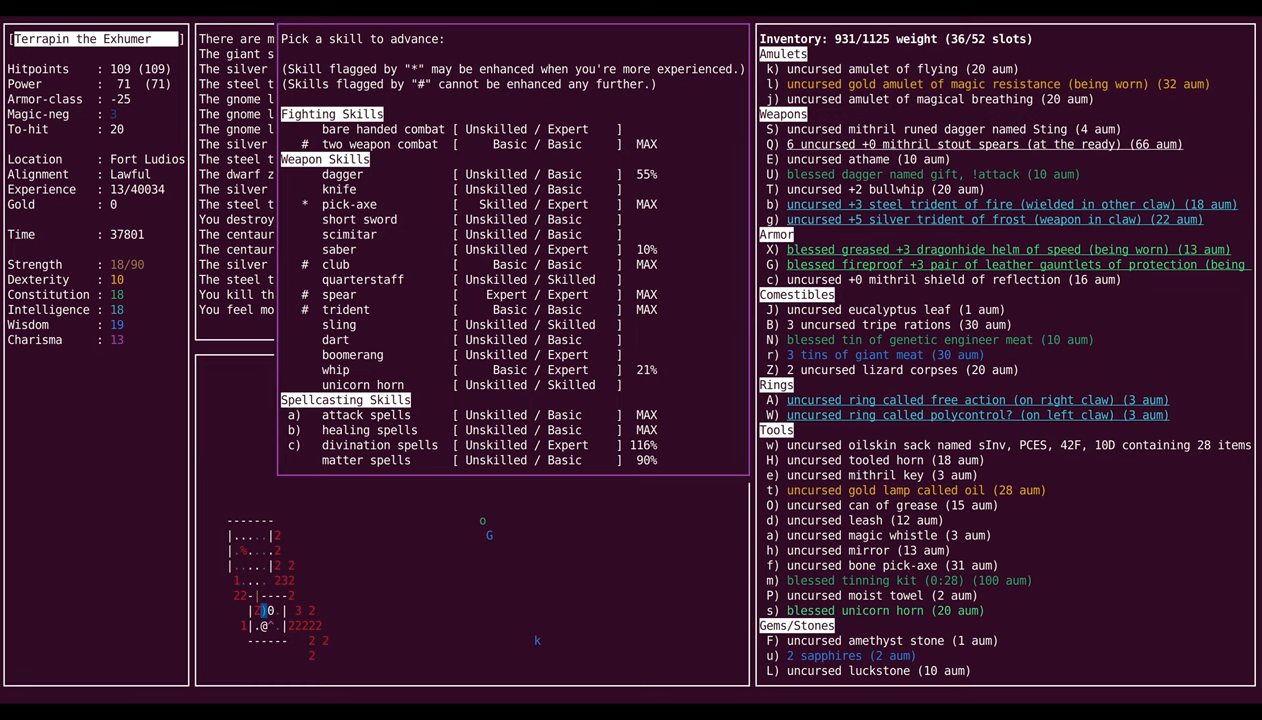 [Terrapin the Exhumer ]
Hitpoints : 109 (109)
Power : 71 (71)
Armor-class : -25
Magic-neg : 3
To-hit : 20
Location : Fort Ludios
Alignment : Lawful
Experience : 13/40034
Gold : 0
Time : 37801
Strength : 18/90
Dexterity : 10
Constitution : 18
Intelligence : 18
Wisdom : 19
Charisma : 13
There are m
The giant s
The silver
The steel t
The gnome l
The gnome l
The gnome l
The silver
The steel t
The dwarf z
The silver
The steel t
You destroy
The centaur
The centaur
The silver
The steel t
You kill th
You feel mo
Pick a skill to advance:
(Skill flagged by "*" may be enhanced when you're more experienced.)
(Skills flagged by "#" cannot be enhanced any further.)
Fighting Skills
bare handed combat [ Unskilled / Expert ]
# two weapon combat [ Basic / Basic ] MAX
Weapon Skills
dagger [ Unskilled / Basic ] 55%
knife [ Unskilled / Basic ]
* pick-axe [ Skilled / Expert ] MAX
short sword [ Unskilled / Basic ]
scimitar [ Unskilled / Basic ]
saber [ Unskilled / Expert ] 10%
# club [ Basic / Basic ] MAX
quarterstaff [ Unskilled / Skilled ]
# spear [ Expert / Expert ] MAX
# trident [ Basic / Basic ] MAX
sling [ Unskilled / Skilled ]
dart [ Unskilled / Basic ]
boomerang [ Unskilled / Expert ]
whip [ Basic / Expert ] 21%
unicorn horn [ Unskilled / Skilled ]
Spellcasting Skills
a) attack spells [ Unskilled / Basic ] MAX
b) healing spells [ Unskilled / Basic ] MAX
c) divination spells [ Unskilled / Expert ] 116%
matter spells [ Unskilled / Basic ] 90%
------- o
|.....|2 G
|.%....2
|.....|2 2
1.... 232
22-|----2
|2)0.| 3 2
1|.@^.|22222
------ 2 2 k
2
Inventory: 931/1125 weight (36/52 slots)
Amulets
k) uncursed amulet of flying (20 aum)
l) uncursed gold amulet of magic resistance (being worn) (32 aum)
j) uncursed amulet of magical breathing (20 aum)
Weapons
S) uncursed mithril runed dagger named Sting (4 aum)
Q) 6 uncursed +0 mithril stout spears (at the ready) (66 aum)
E) uncursed athame (10 aum)
U) blessed dagger named gift, !attack (10 aum)
T) uncursed +2 bullwhip (20 aum)
b) uncursed +3 steel trident of fire (wielded in other claw) (18 aum)
g) uncursed +5 silver trident of frost (weapon in claw) (22 aum)
Armor
X) blessed greased +3 dragonhide helm of speed (being worn) (13 aum)
G) blessed fireproof +3 pair of leather gauntlets of protection (being
c) uncursed +0 mithril shield of reflection (16 aum)
Comestibles
J) uncursed eucalyptus leaf (1 aum)
B) 3 uncursed tripe rations (30 aum)
N) blessed tin of genetic engineer meat (10 aum)
r) 3 tins of giant meat (30 aum)
Z) 2 uncursed lizard corpses (20 aum)
Rings
A) uncursed ring called free action (on right claw) (3 aum)
W) uncursed ring called polycontrol? (on left claw) (3 aum)
Tools
w) uncursed oilskin sack named sInv, PCES, 42F, 10D containing 28 items
H) uncursed tooled horn (18 aum)
e) uncursed mithril key (3 aum)
t) uncursed gold lamp called oil (28 aum)
O) uncursed can of grease (15 aum)
d) uncursed leash (12 aum)
a) uncursed magic whistle (3 aum)
h) uncursed mirror (13 aum)
f) uncursed bone pick-axe (31 aum)
m) blessed tinning kit (0:28) (100 aum)
P) uncursed moist towel (2 aum)
s) blessed unicorn horn (20 aum)
Gems/Stones
F) uncursed amethyst stone (1 aum)
u) 2 sapphires (2 aum)
L) uncursed luckstone (10 aum)